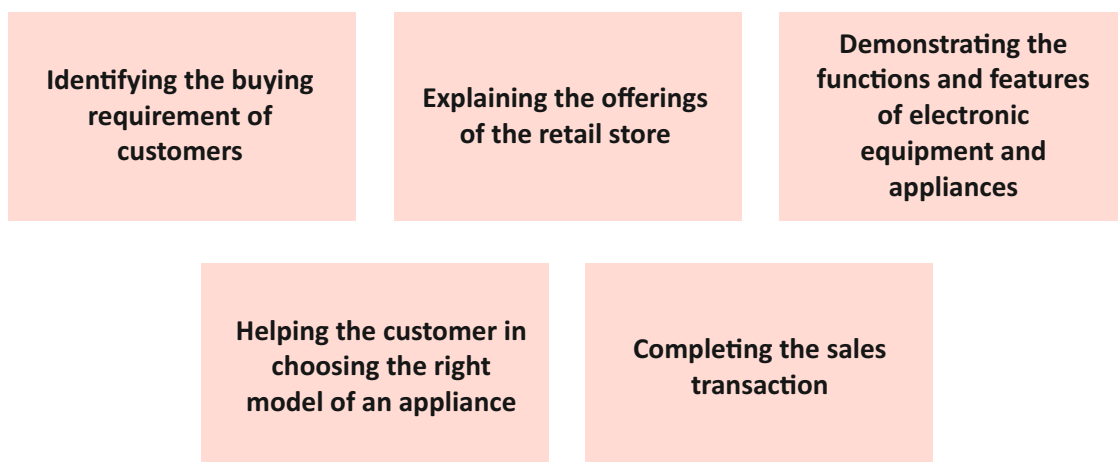 Identifying the buying
requirement of
customers
Explaining the offerings
of the retail store
Demonstrating the
functions and features
of electronic
equipment and
appliances
Helping the customer in
choosing the right
model of an appliance
Completing the sales
transaction